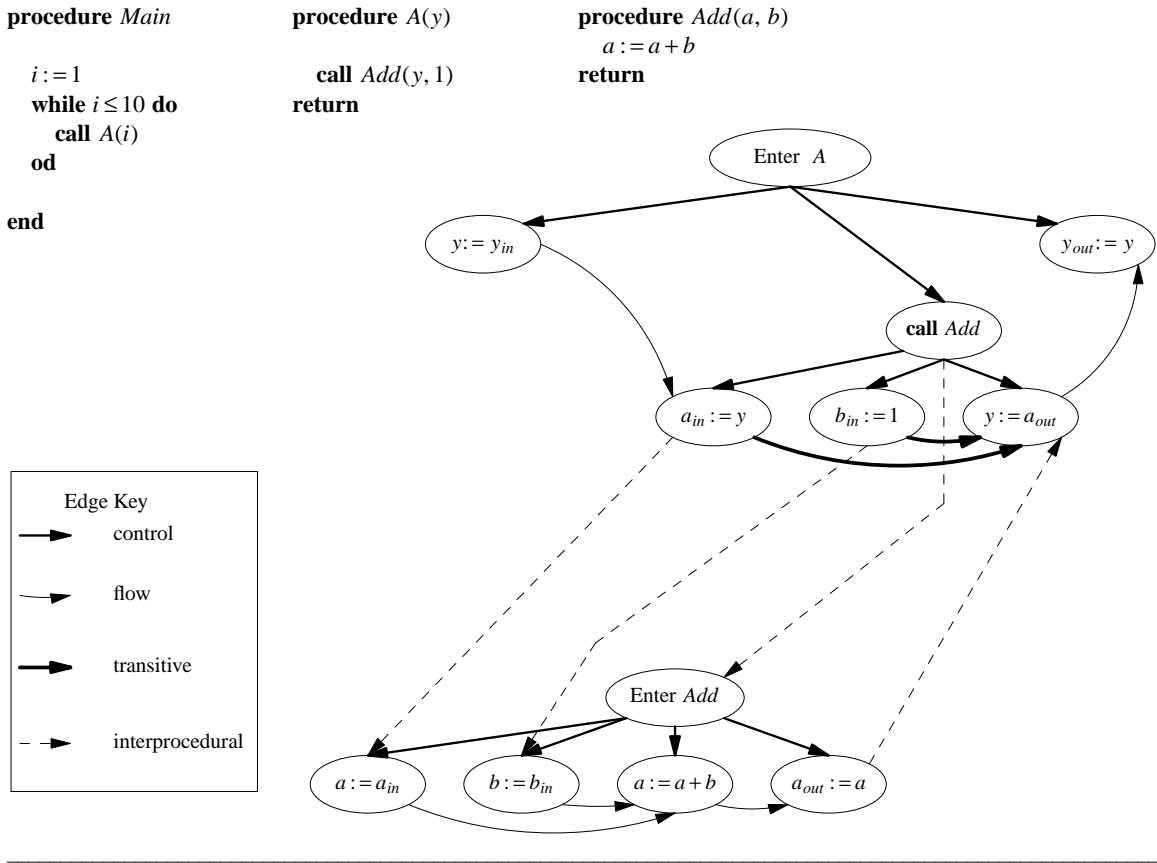 procedure Main
i := 1
while i ≤ 10 do
call A(i)
od
end
procedure A(y)
call Add(y, 1)
return
procedure Add(a, b)
a := a + b
return
Enter A
y := y_in
y_out := y
call Add
a_in := y
b_in := 1
y := a_out
Edge Key
control
flow
transitive
interprocedural
Enter Add
a := a_in
b := b_in
a := a + b
a_out := a